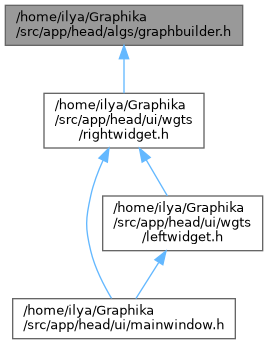 /home/ilya/Graphika
/src/app/head/algs/graphbuilder.h
/home/ilya/Graphika
/src/app/head/ui/wgts
/rightwidget.h
/home/ilya/Graphika
/src/app/head/ui/wgts
/leftwidget.h
/home/ilya/Graphika
/src/app/head/ui/mainwindow.h